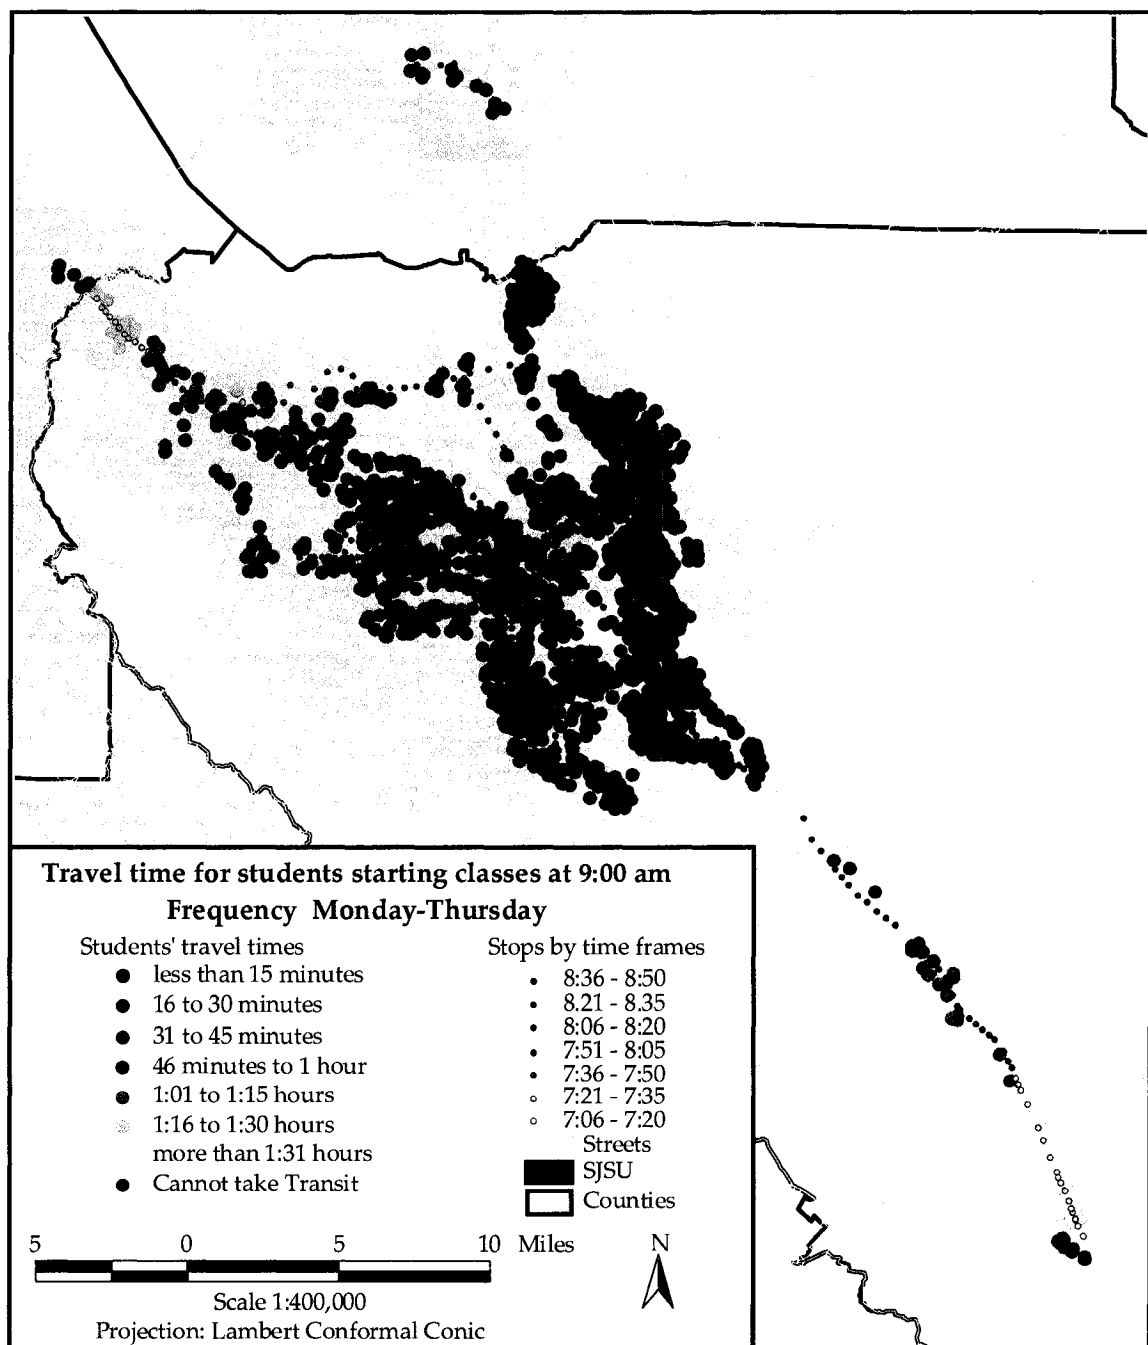 Travel time for students starting classes at 9:00 am
Frequency Monday-Thursday
Students' travel times
less than 15 minutes
16 to 30 minutes
31 to 45 minutes
46 minutes to 1 hour
1:01 to 1:15 hours
1:16 to 1:30 hours
more than 1:31 hours
Cannot take Transit
Stops by time frames
8:36 - 8:50
8.21 - 8.35
8:06 - 8:20
7:51 - 8:05
7:36 - 7:50
7:21 - 7:35
7:06 - 7:20
Streets
SJSU
Counties
5 0 5 10 Miles
N
Scale 1:400,000
Projection: Lambert Conformal Conic